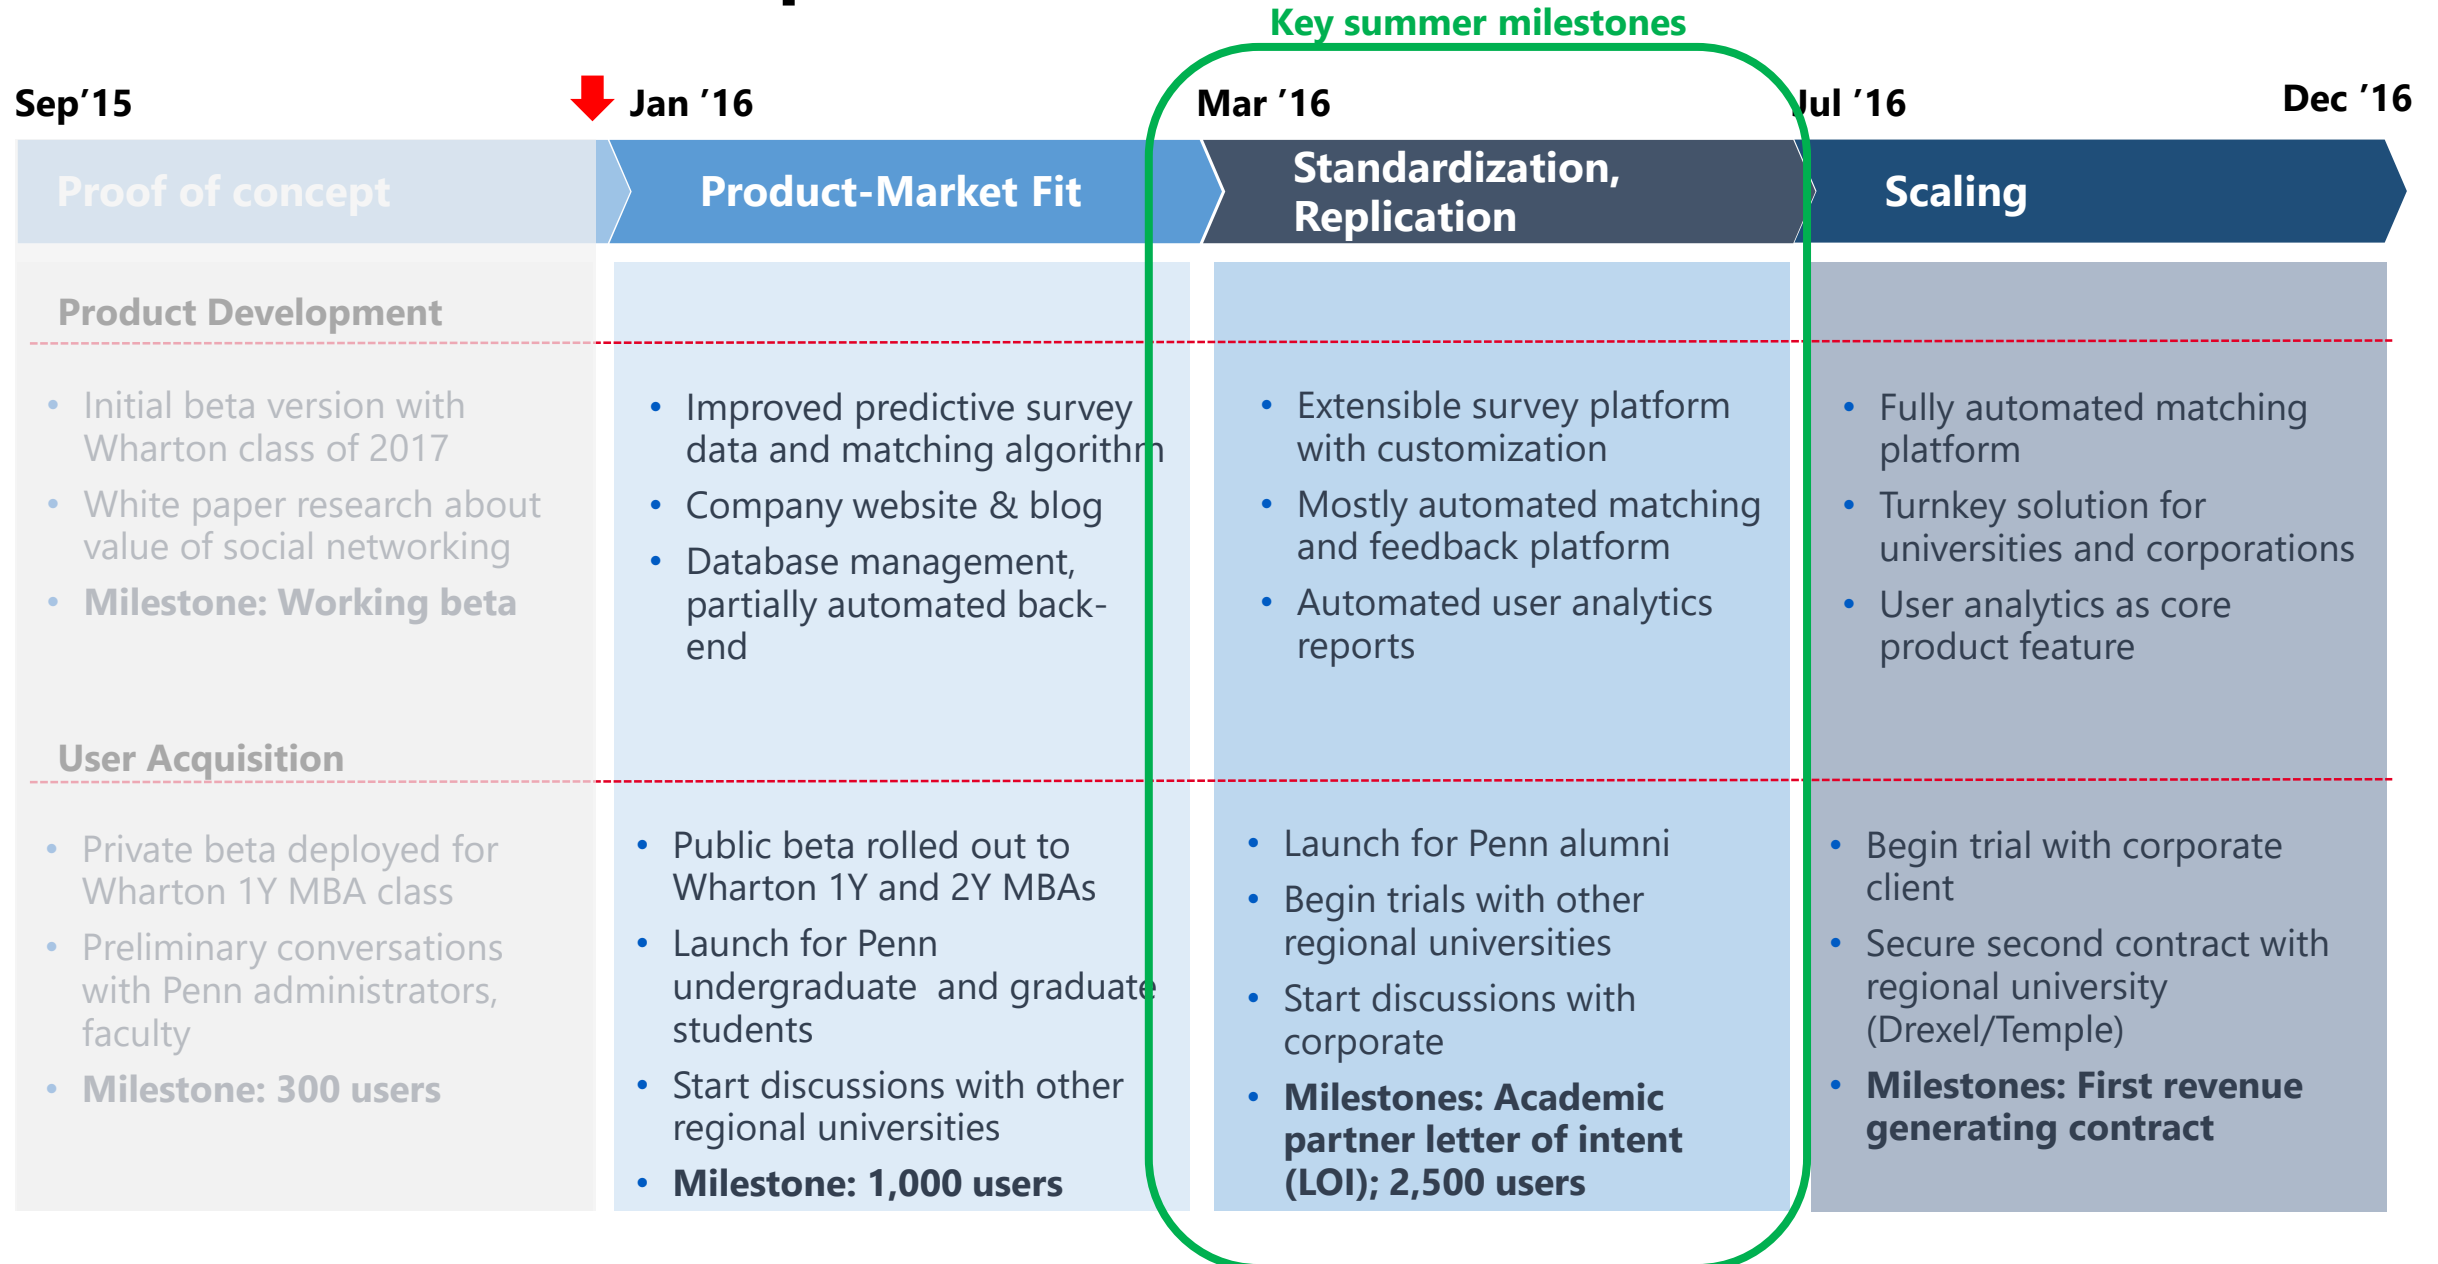 Key summer milestones
Sep’15
Jan ’16
Mar ’16
Jul ’16
Dec ’16
Proof of concept
Product-Market Fit
Standardization,
Replication
Scaling
Product Development
• Initial beta version with
Wharton class of 2017
• White paper research about
value of social networking
• Milestone: Working beta
• Improved predictive survey
data and matching algorithm
• Company website & blog
• Database management,
partially automated back-
end
• Extensible survey platform
with customization
• Mostly automated matching
and feedback platform
• Automated user analytics
reports
• Fully automated matching
platform
• Turnkey solution for
universities and corporations
• User analytics as core
product feature
User Acquisition
• Private beta deployed for
Wharton 1Y MBA class
• Preliminary conversations
with Penn administrators,
faculty
• Milestone: 300 users
• Public beta rolled out to
Wharton 1Y and 2Y MBAs
• Launch for Penn
undergraduate and graduate
students
• Start discussions with other
regional universities
• Milestone: 1,000 users
• Launch for Penn alumni
• Begin trials with other
regional universities
• Start discussions with
corporate
• Milestones: Academic
partner letter of intent
(LOI); 2,500 users
• Begin trial with corporate
client
• Secure second contract with
regional university
(Drexel/Temple)
• Milestones: First revenue
generating contract